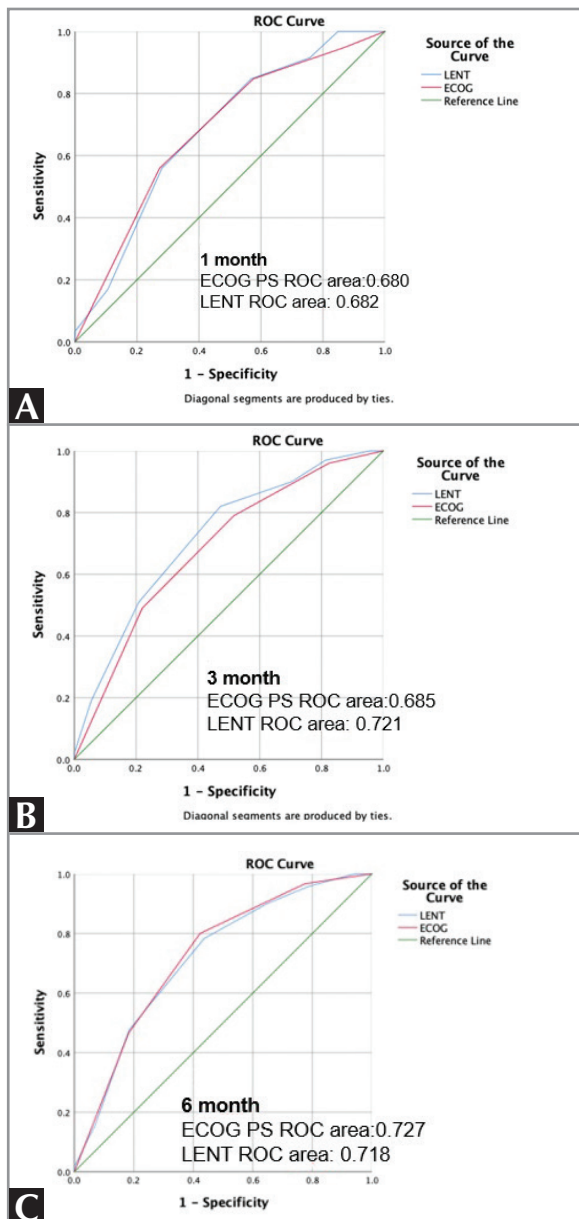 ROC Curve
1.0
0.8
0.6
0.4
0.2
0.0
Sensitivity
0.0 0.2 0.4 0.6 0.8 1.0
1 – Specificity
Source of the
Curve
LENT
ECOG
Reference Line
1 month
ECOG PS ROC area:0.680
LENT ROC area: 0.682
Diagonal segments are produced by ties.
A
ROC Curve
1.0
0.8
0.6
0.4
0.2
0.0
Sensitivity
0.0 0.2 0.4 0.6 0.8 1.0
1 – Specificity
Source of the
Curve
LENT
ECOG
Reference Line
3 month
ECOG PS ROC area:0.685
LENT ROC area: 0.721
Diagonal segments are produced by ties.
B
ROC Curve
1.0
0.8
0.6
0.4
0.2
0.0
Sensitivity
0.0 0.2 0.4 0.6 0.8 1.0
1 – Specificity
Source of the
Curve
LENT
ECOG
Reference Line
6 month
ECOG PS ROC area:0.727
LENT ROC area: 0.718
C